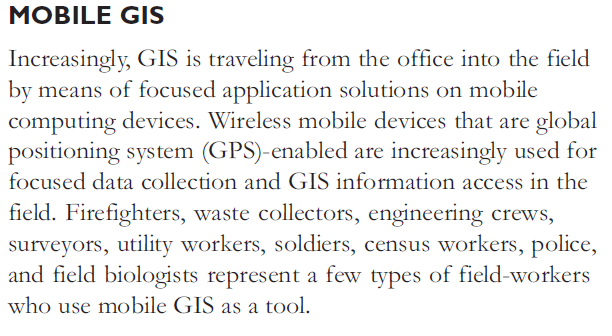 MOBILE GIS
Increasingly, GIS is traveling from the office into the field
by means of focused application solutions on mobile
computing devices. Wireless mobile devices that are global
positioning system (GPS)-enabled are increasingly used for
focused data collection and GIS information access in the
field. Firefighters, waste collectors, engineering crews,
surveyors, utility workers, soldiers, census workers, police,
and field biologists represent a few types of field-workers
who use mobile GIS as a tool.